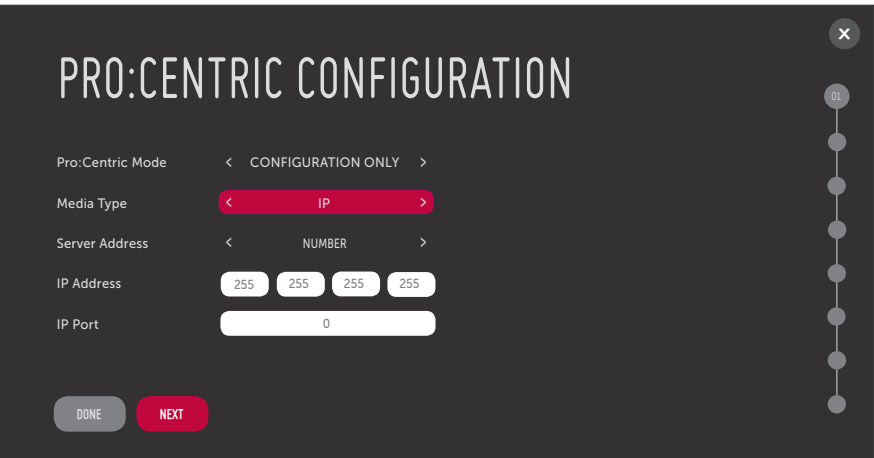 X
PRO:CENTRIC CONFIGURATION
01
Pro:Centric Mode < CONFIGURATION ONLY >
Media Type < IP >
Server Address < NUMBER >
IP Address 255 255 255 255
IP Port 0
DONE NEXT